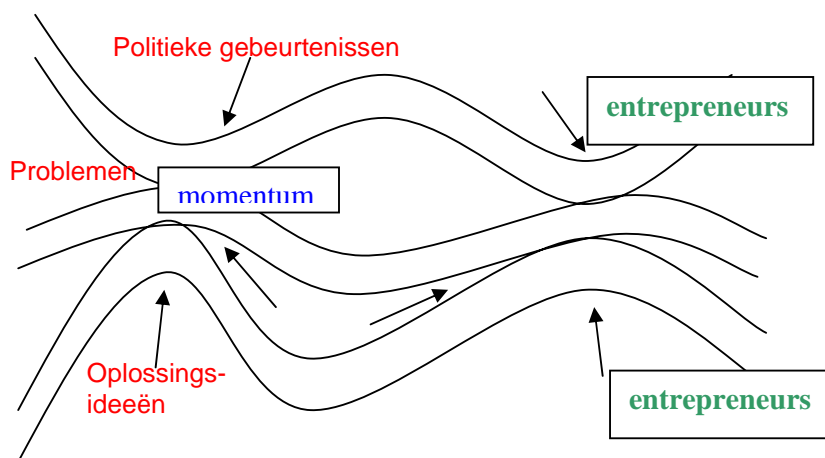 Politieke gebeurtenissen
entrepreneurs
Problemen
momentum
Oplossings-
ideeën
entrepreneurs